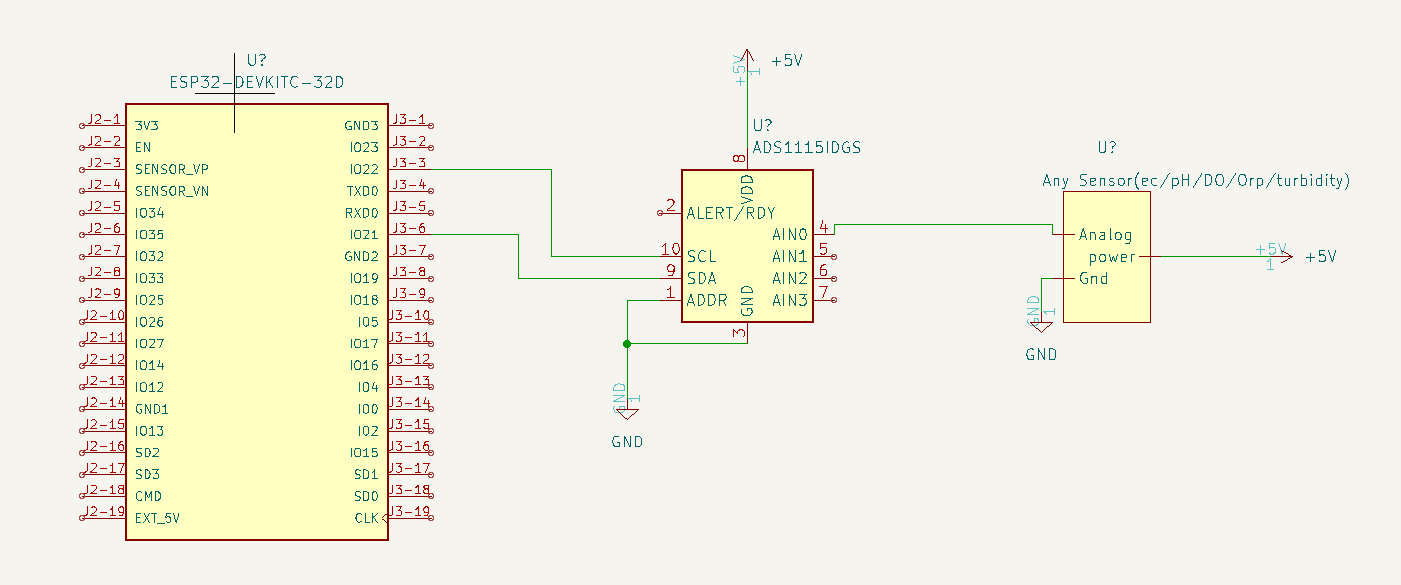 U?
ESP32-DEVKITC-32D
J2-1 3V3 GND3 J3-1
J2-2 EN IO23 J3-2
J2-3 SENSOR_VP IO22 J3-3
J2-4 SENSOR_VN TXD0 J3-4
J2-5 IO34 RXD0 J3-5
J2-6 IO35 IO21 J3-6
J2-7 IO32 GND2 J3-7
J2-8 IO33 IO19 J3-8
J2-9 IO25 IO18 J3-9
J2-10 IO26 IO5 J3-10
J2-11 IO27 IO17 J3-11
J2-12 IO14 IO16 J3-12
J2-13 IO12 IO4 J3-13
J2-14 GND1 IO0 J3-14
J2-15 IO13 IO2 J3-15
J2-16 SD2 IO15 J3-16
J2-17 SD3 SD1 J3-17
J2-18 CMD SD0 J3-18
J2-19 EXT_5V CLK J3-19
+5V 1 +5V
U?
ADS1115IDGS
8 VDD
2 ALERT/RDY
AIN0 4
10 SCL AIN1 5
9 SDA AIN2 6
1 ADDR AIN3 7
GND 3
GND 1
GND
U?
Any Sensor(ec/pH/DO/Orp/turbidity)
Analog
power
Gnd
+5V 1 +5V
GND 1
GND